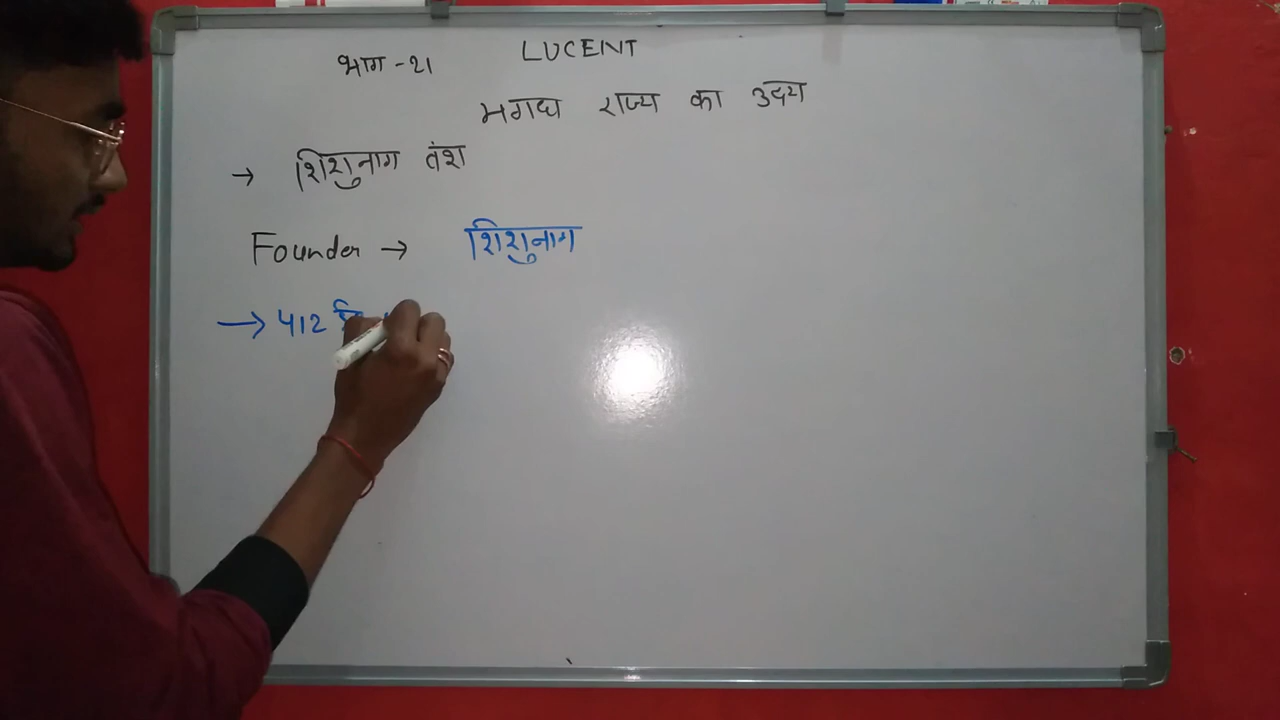 भाग -21 LUCENT
मगध राज्य का उदय
→ शिशुनाग वंश
Founder → शिशुनाग
→ 412